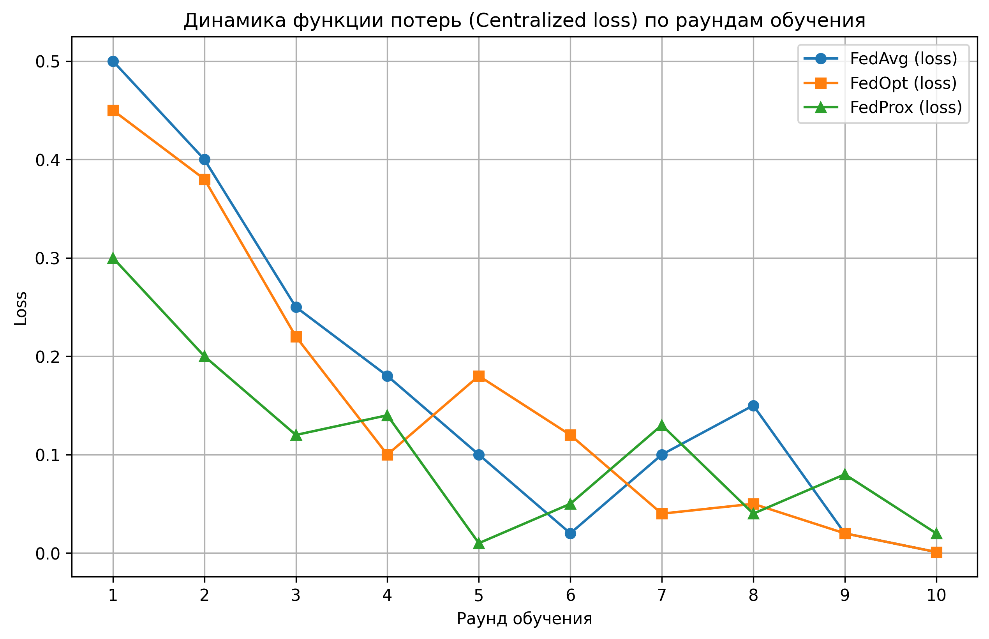 Динамика функции потерь (Centralized loss) по раундам обучения
FedAvg (loss)
FedOpt (loss)
FedProx (loss)
Loss
0.5
0.4
0.3
0.2
0.1
0.0
1 2 3 4 5 6 7 8 9 10
Раунд обучения